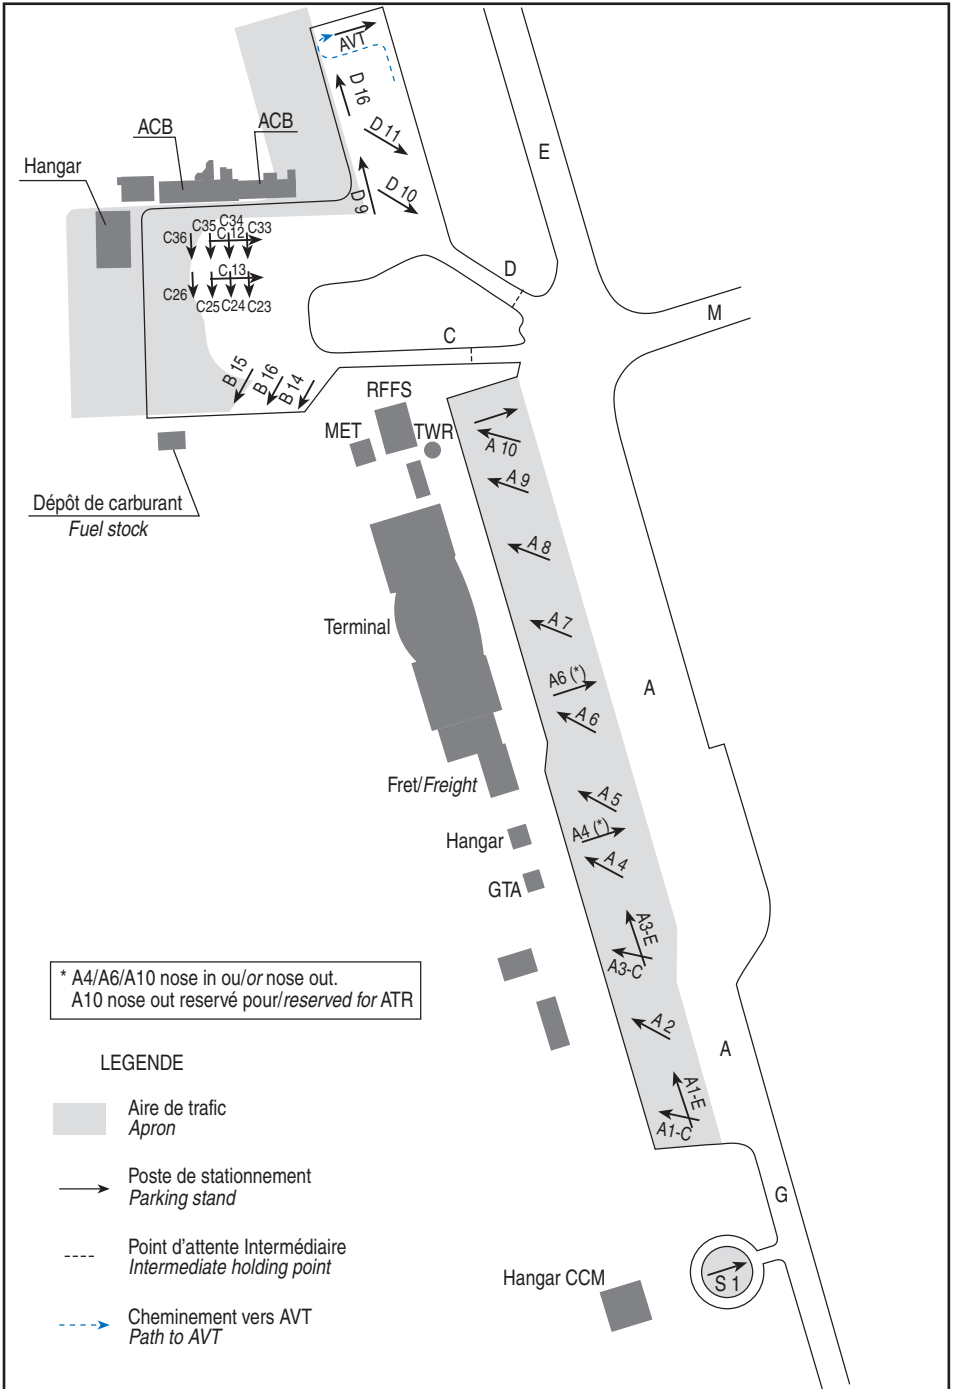 AVT
D 16
D 11
D 10
D 9
E
ACB
ACB
Hangar
C36
C35
C34
C33
C 12
C 13
C26
C25
C24
C23
D
M
C
B 15
B 16
B 14
RFFS
MET
TWR
Dépôt de carburant
Fuel stock
A 10
A 9
A 8
A 7
Terminal
A6 (*)
A 6
A
Fret/Freight
A 5
A4 (*)
A 4
Hangar
GTA
A3-E
A3-C
A 2
A
A1-E
A1-C
G
S 1
Hangar CCM
* A4/A6/A10 nose in ou/or nose out.
A10 nose out reservé pour/reserved for ATR
LEGENDE
Aire de trafic
Apron
Poste de stationnement
Parking stand
Point d'attente Intermédiaire
Intermediate holding point
Cheminement vers AVT
Path to AVT